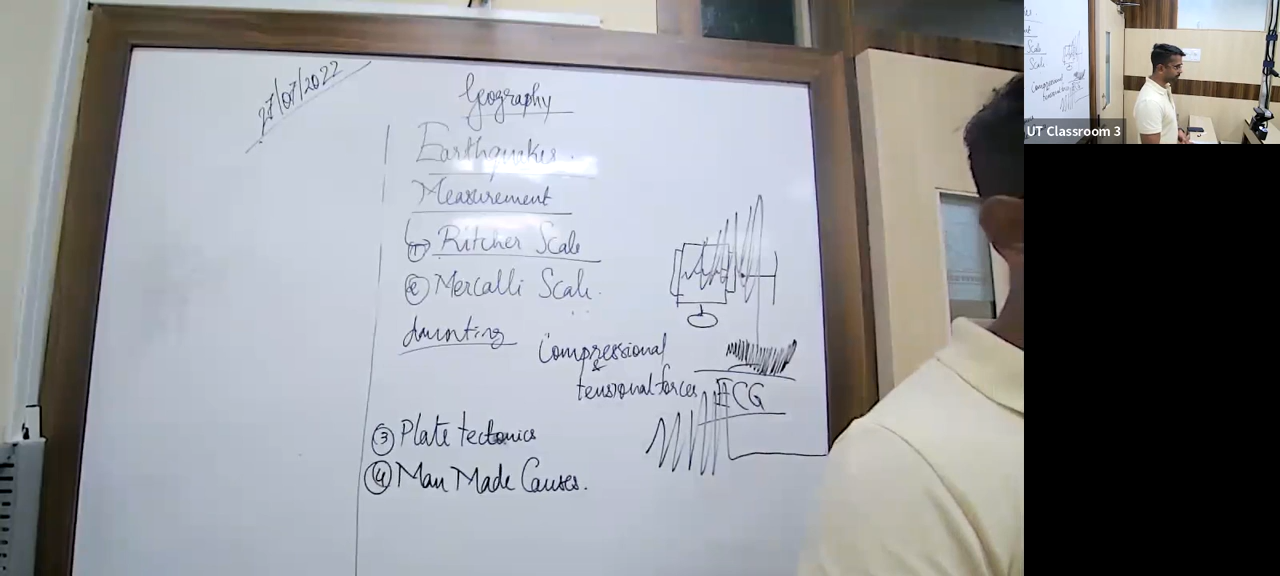 27/07/2022
Geography
Earthquakes.
Measurement
① Ritcher Scale
② Mercalli Scale.
Compressional
&
tensional forces
ECG
③ Plate tectonics
④ Man Made Causes.
UT Classroom 3